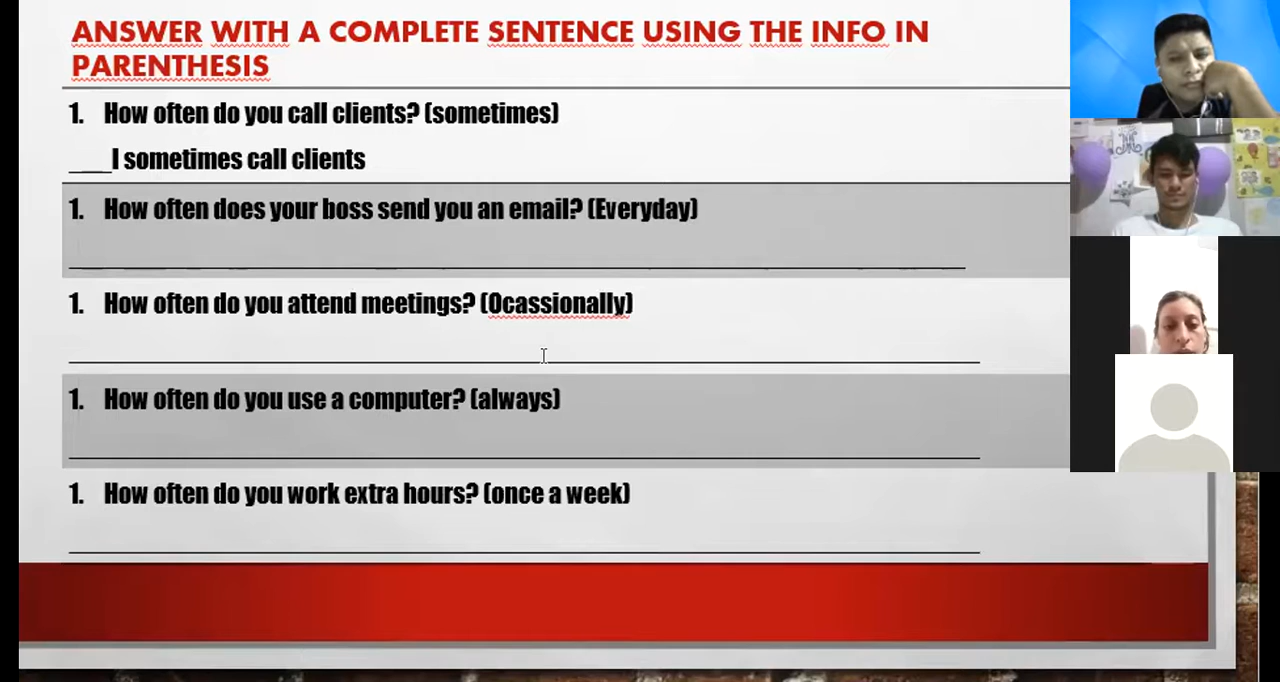 ANSWER WITH A COMPLETE SENTENCE USING THE INFO IN
PARENTHESIS
1. How often do you call clients? (sometimes)
___I sometimes call clients
1. How often does your boss send you an email? (Everyday)
1. How often do you attend meetings? (Ocassionally)
1. How often do you use a computer? (always)
1. How often do you work extra hours? (once a week)